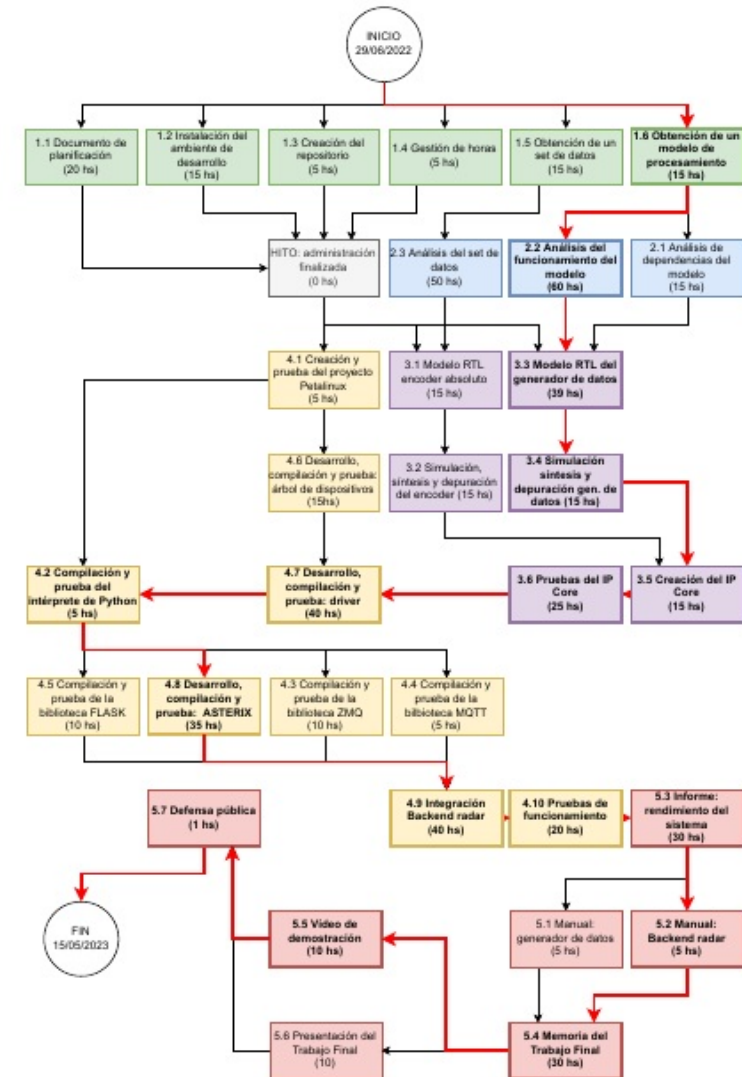 INICIO
29/06/2022
1.1 Documento de
planificación
(20 hs)
1.2 Instalación del
ambiente de
desarrollo
(15 hs)
1.3 Creación del
repositorio
(5 hs)
1.4 Gestión de horas
(5 hs)
1.5 Obtención de un
set de datos
(15 hs)
1.6 Obtención de un
modelo de
procesamiento
(15 hs)
HITO: administración
finalizada
(0 hs)
2.3 Análisis del set de
datos
(50 hs)
2.2 Análisis del
funcionamiento del
modelo
(60 hs)
2.1 Análisis de
dependencias del
modelo
(15 hs)
4.1 Creación y
prueba del proyecto
Petalinux
(5 hs)
3.1 Modelo RTL
encoder absoluto
(15 hs)
3.3 Modelo RTL del
generador de datos
(39 hs)
4.6 Desarrollo,
compilación y prueba:
árbol de dispositivos
(15hs)
3.2 Simulación,
síntesis y depuración
del encoder (15 hs)
3.4 Simulación
síntesis y
depuración gen. de
datos (15 hs)
4.2 Compilación y
prueba del
intérprete de Python
(5 hs)
4.7 Desarrollo,
compilación y
prueba: driver
(40 hs)
3.6 Pruebas del IP
Core
(25 hs)
3.5 Creación del IP
Core
(15 hs)
4.5 Compilación y
prueba de la
biblioteca FLASK
(10 hs)
4.8 Desarrollo,
compilación y
prueba: ASTERIX
(35 hs)
4.3 Compilación y
prueba de la
biblioteca ZMQ
(10 hs)
4.4 Compilación y
prueba de la
bilbioteca MQTT
(5 hs)
5.7 Defensa pública
(1 hs)
4.9 Integración
Backend radar
(40 hs)
4.10 Pruebas de
funcionamiento
(20 hs)
5.3 Informe:
rendimiento del
sistema
(30 hs)
FIN
15/05/2023
5.5 Vídeo de
demostración
(10 hs)
5.1 Manual:
generador de datos
(5 hs)
5.2 Manual:
Backend radar
(5 hs)
5.6 Presentación del
Trabajo Final
(10)
5.4 Memoria del
Trabajo Final
(30 hs)